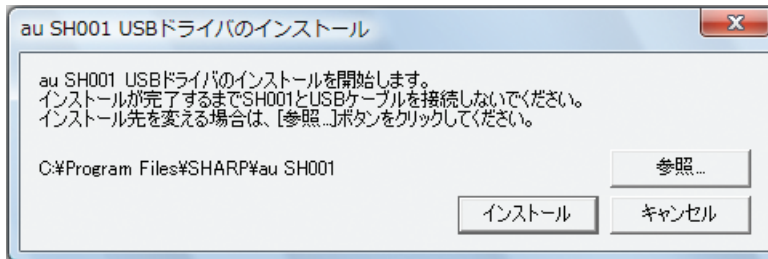 au SH001 USBドライバのインストール
au SH001 USBドライバのインストールを開始します。
インストールが完了するまでSH001とUSBケーブルを接続しないでください。
インストール先を変える場合は、[参照...]ボタンをクリックしてください。
C:¥Program Files¥SHARP¥au SH001
参照...
インストール
キャンセル